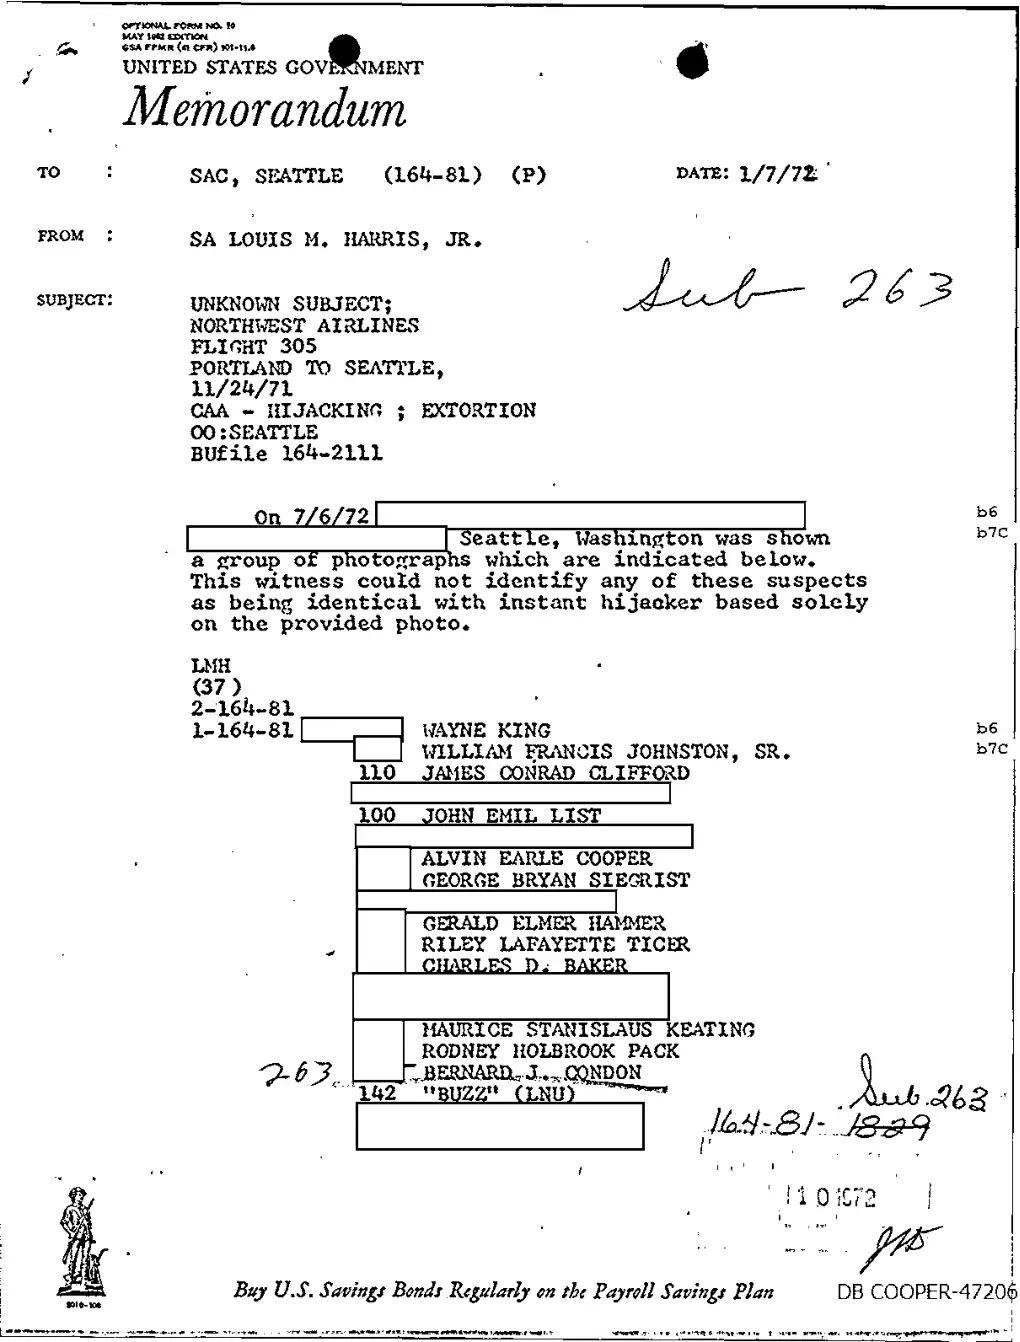 OPTIONAL FORM NO. 10
MAY 1962 EDITION
GSA FPMR (41 CFR) 101-11.6
UNITED STATES GOVERNMENT
Memorandum
TO : SAC, SEATTLE (164-81) (P) DATE: 1/7/72
FROM : SA LOUIS M. HARRIS, JR.
Sub 263
SUBJECT: UNKNOWN SUBJECT;
NORTHWEST AIRLINES
FLIGHT 305
PORTLAND TO SEATTLE,
11/24/71
CAA - HIJACKING ; EXTORTION
OO:SEATTLE
BUfile 164-2111
On 7/6/72 b6
Seattle, Washington was shown b7C
a group of photographs which are indicated below.
This witness could not identify any of these suspects
as being identical with instant hijacker based solely
on the provided photo.
LMH
(37)
2-164-81
1-164-81 WAYNE KING b6
WILLIAM FRANCIS JOHNSTON, SR. b7C
110 JAMES CONRAD CLIFFORD
100 JOHN EMIL LIST
ALVIN EARLE COOPER
GEORGE BRYAN SIEGRIST
GERALD ELMER HAMMER
RILEY LAFAYETTE TICER
CHARLES D. BAKER
MAURICE STANISLAUS KEATING
RODNEY HOLBROOK PACK
263 BERNARD J. CONDON
142 "BUZZ" (LNU)
Sub.263
164-81-1829
10 1972
Buy U.S. Savings Bonds Regularly on the Payroll Savings Plan
DB COOPER-47206
5010-108